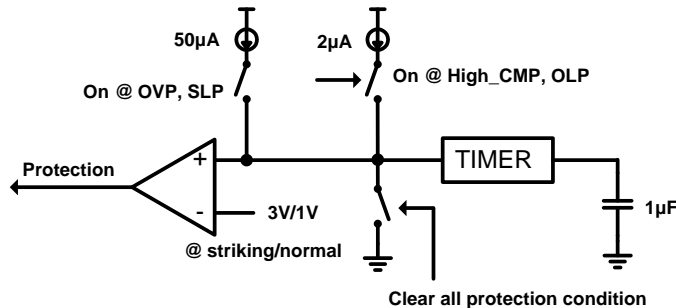 50µA
2µA
On @ OVP, SLP
On @ High_CMP, OLP
Protection
+
TIMER
-
3V/1V
1µF
@ striking/normal
Clear all protection condition